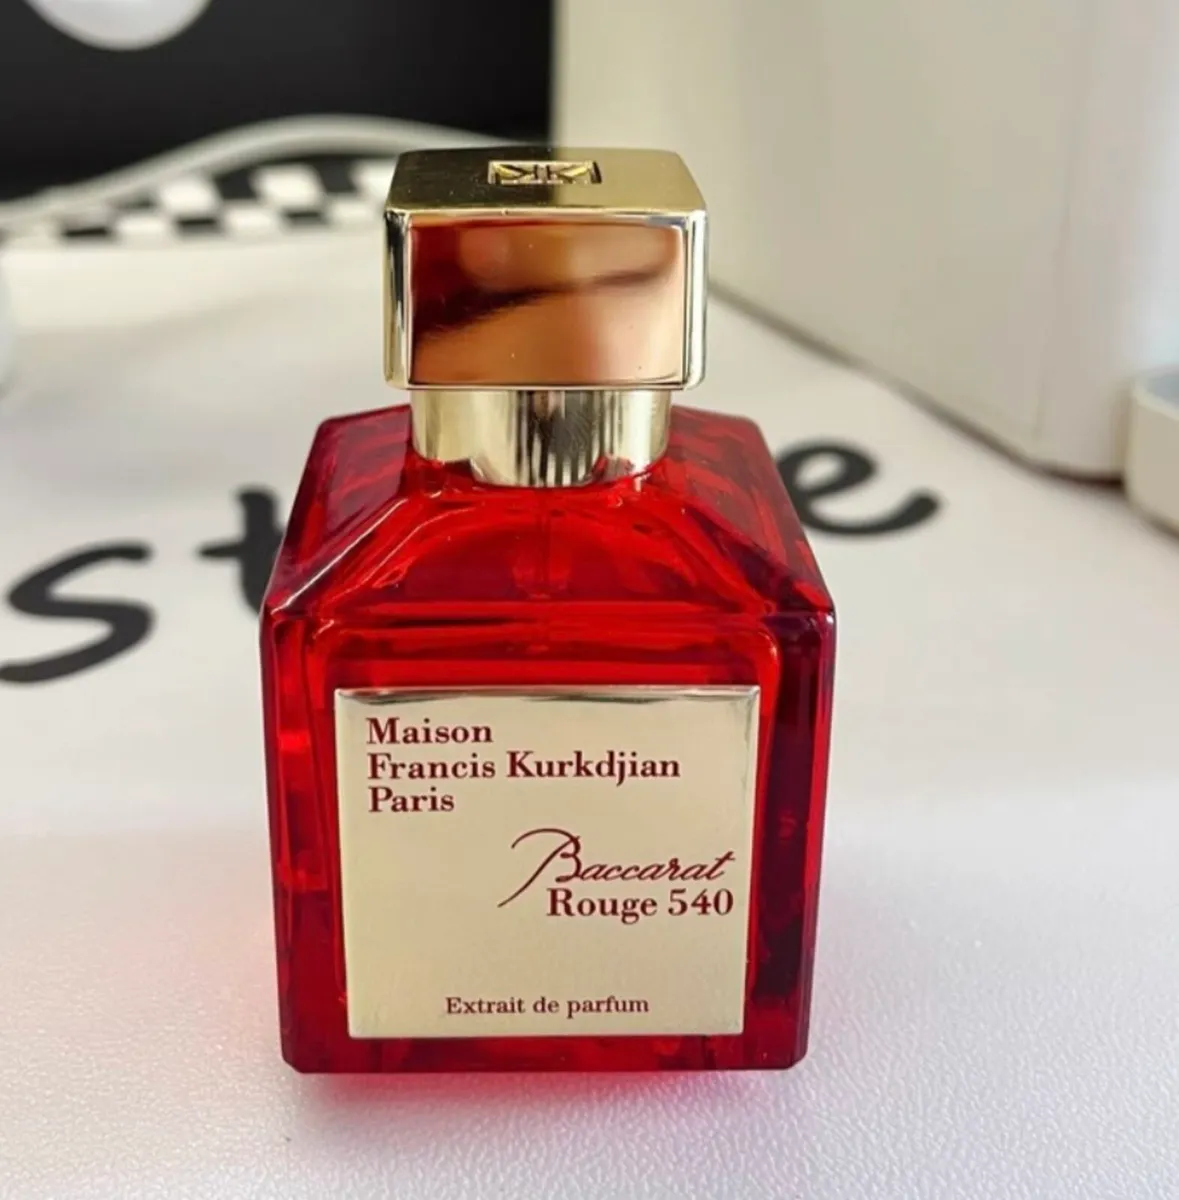 Maison
Francis Kurkdjian
Paris
Baccarat
Rouge 540
Extrait de parfum